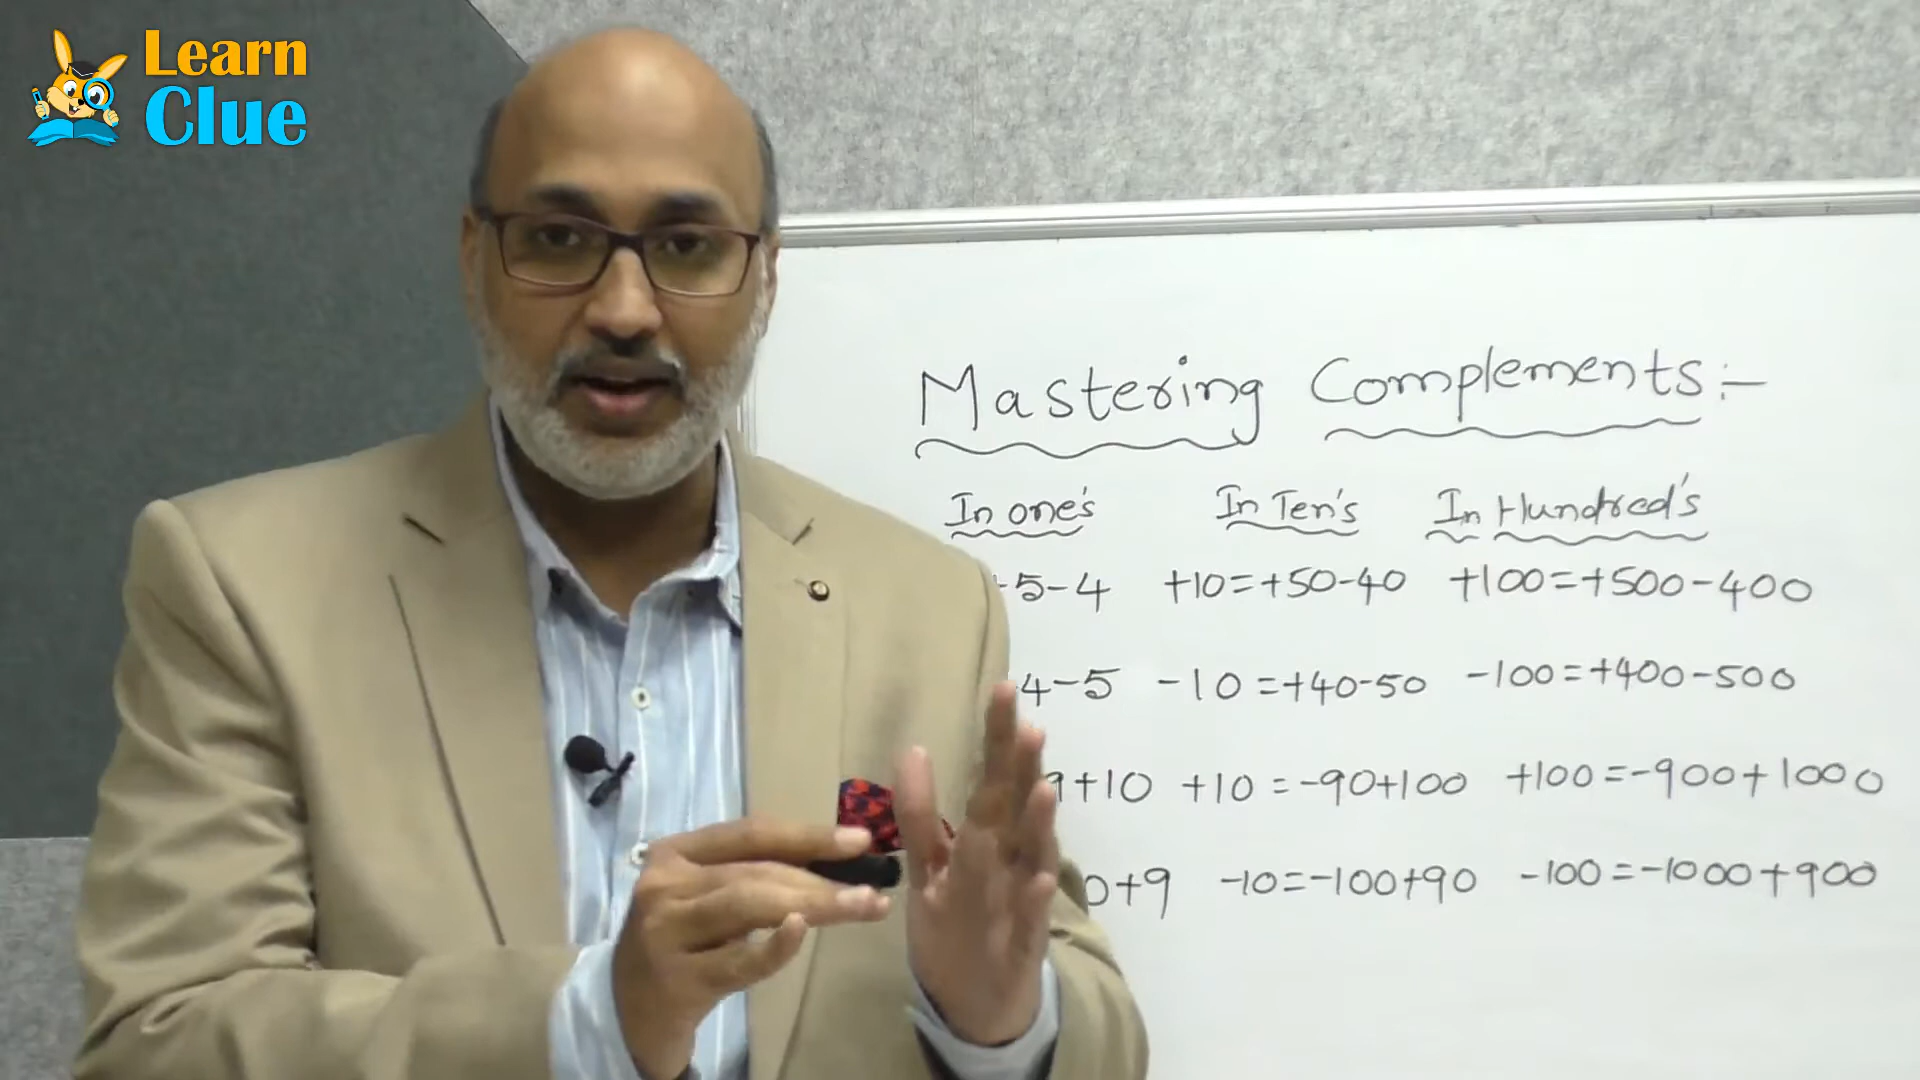 Learn
Clue
Mastering Complements:-
In one's In Ten's In Hundred's
+5-4 +10=+50-40 +100=+500-400
4-5 -10=+40-50 -100=+400-500
9+10 +10=-90+100 +100=-900+1000
0+9 -10=-100+90 -100=-1000+900